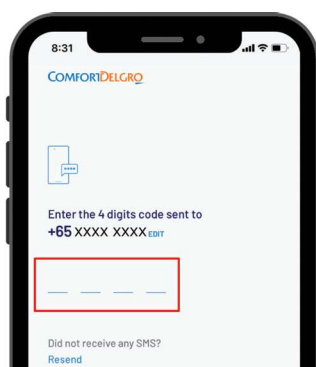 8:31
COMFORTDELGRO
Enter the 4 digits code sent to
+65 XXXX XXXX EDIT
Did not receive any SMS?
Resend